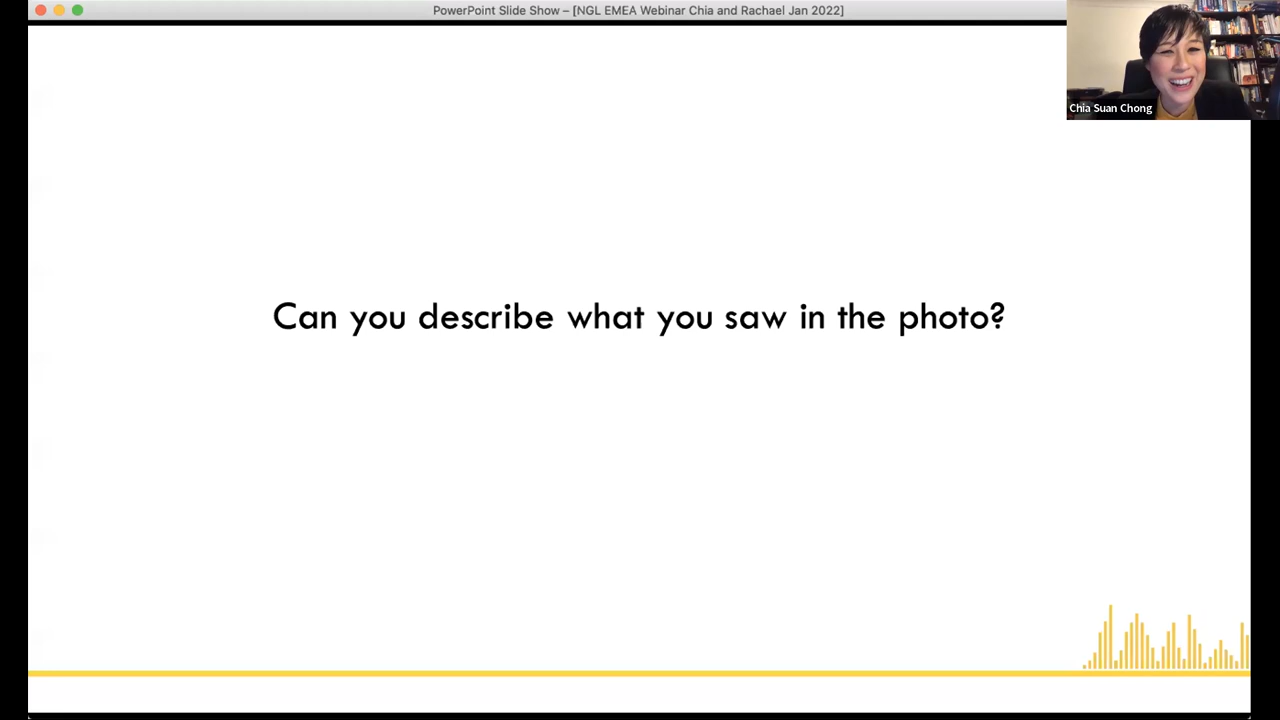 PowerPoint Slide Show – [NGL EMEA Webinar Chia and Rachael Jan 2022]
Chia Suan Chong
Can you describe what you saw in the photo?